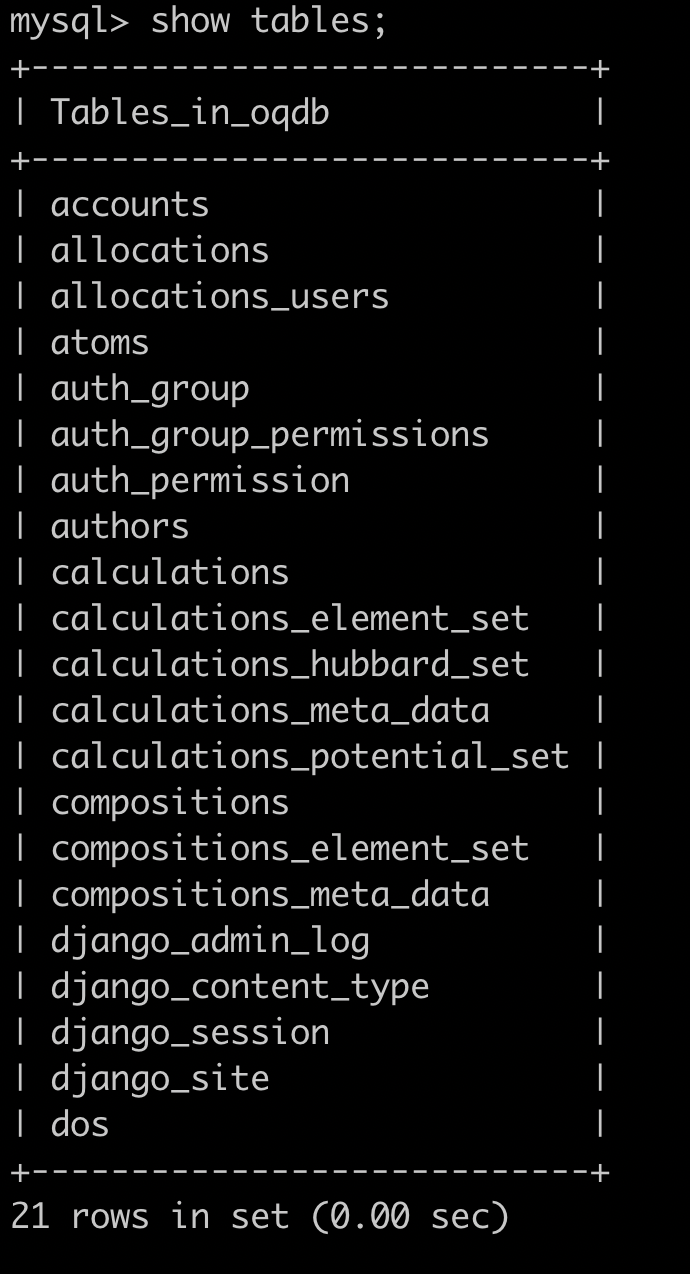 mysql> show tables;
+----------------------------+
| Tables_in_oqdb             |
+----------------------------+
| accounts                   |
| allocations                |
| allocations_users          |
| atoms                      |
| auth_group                 |
| auth_group_permissions     |
| auth_permission            |
| authors                    |
| calculations               |
| calculations_element_set   |
| calculations_hubbard_set   |
| calculations_meta_data     |
| calculations_potential_set |
| compositions               |
| compositions_element_set   |
| compositions_meta_data     |
| django_admin_log           |
| django_content_type        |
| django_session             |
| django_site                |
| dos                        |
+----------------------------+
21 rows in set (0.00 sec)